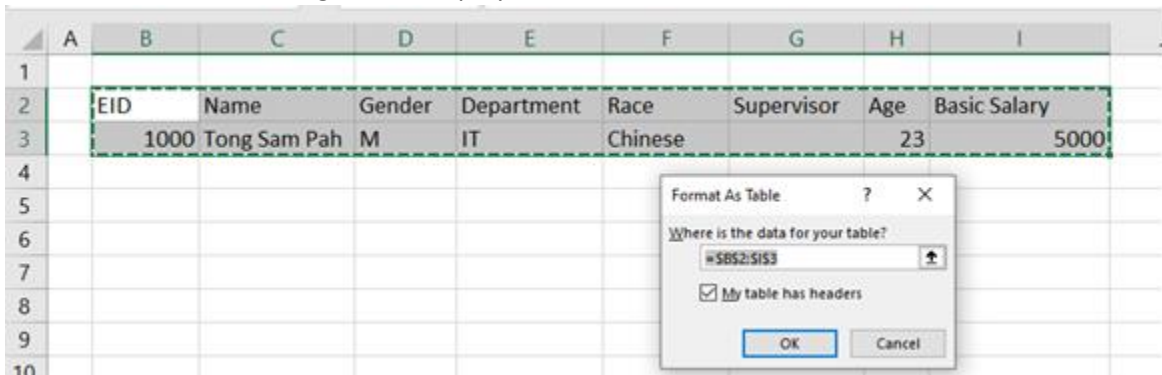 A B C D E F G H I
1
2 EID Name Gender Department Race Supervisor Age Basic Salary
3 1000 Tong Sam Pah M IT Chinese 23 5000
4
5
6
7
8
9
10
Format As Table ? ×
Where is the data for your table?
=$B$2:$I$3
My table has headers
OK Cancel